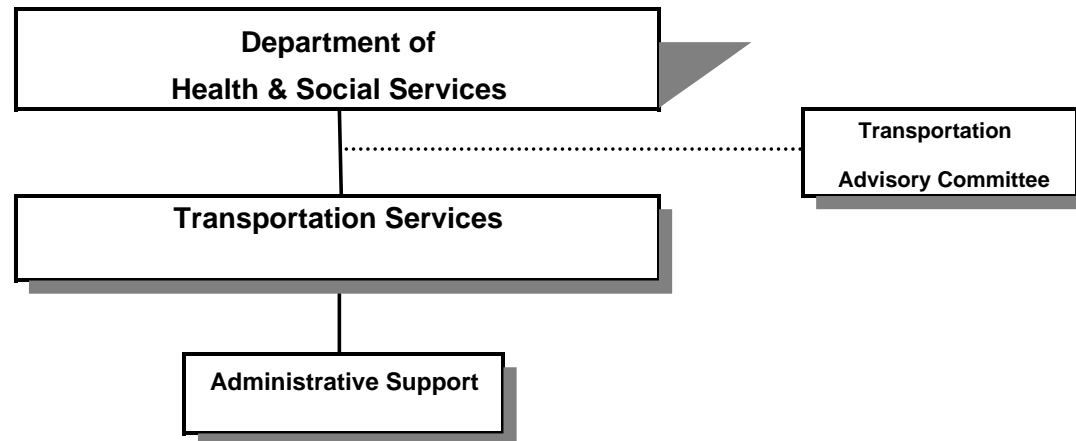 Department of
Health & Social Services
Transportation
Advisory Committee
Transportation Services
Administrative Support